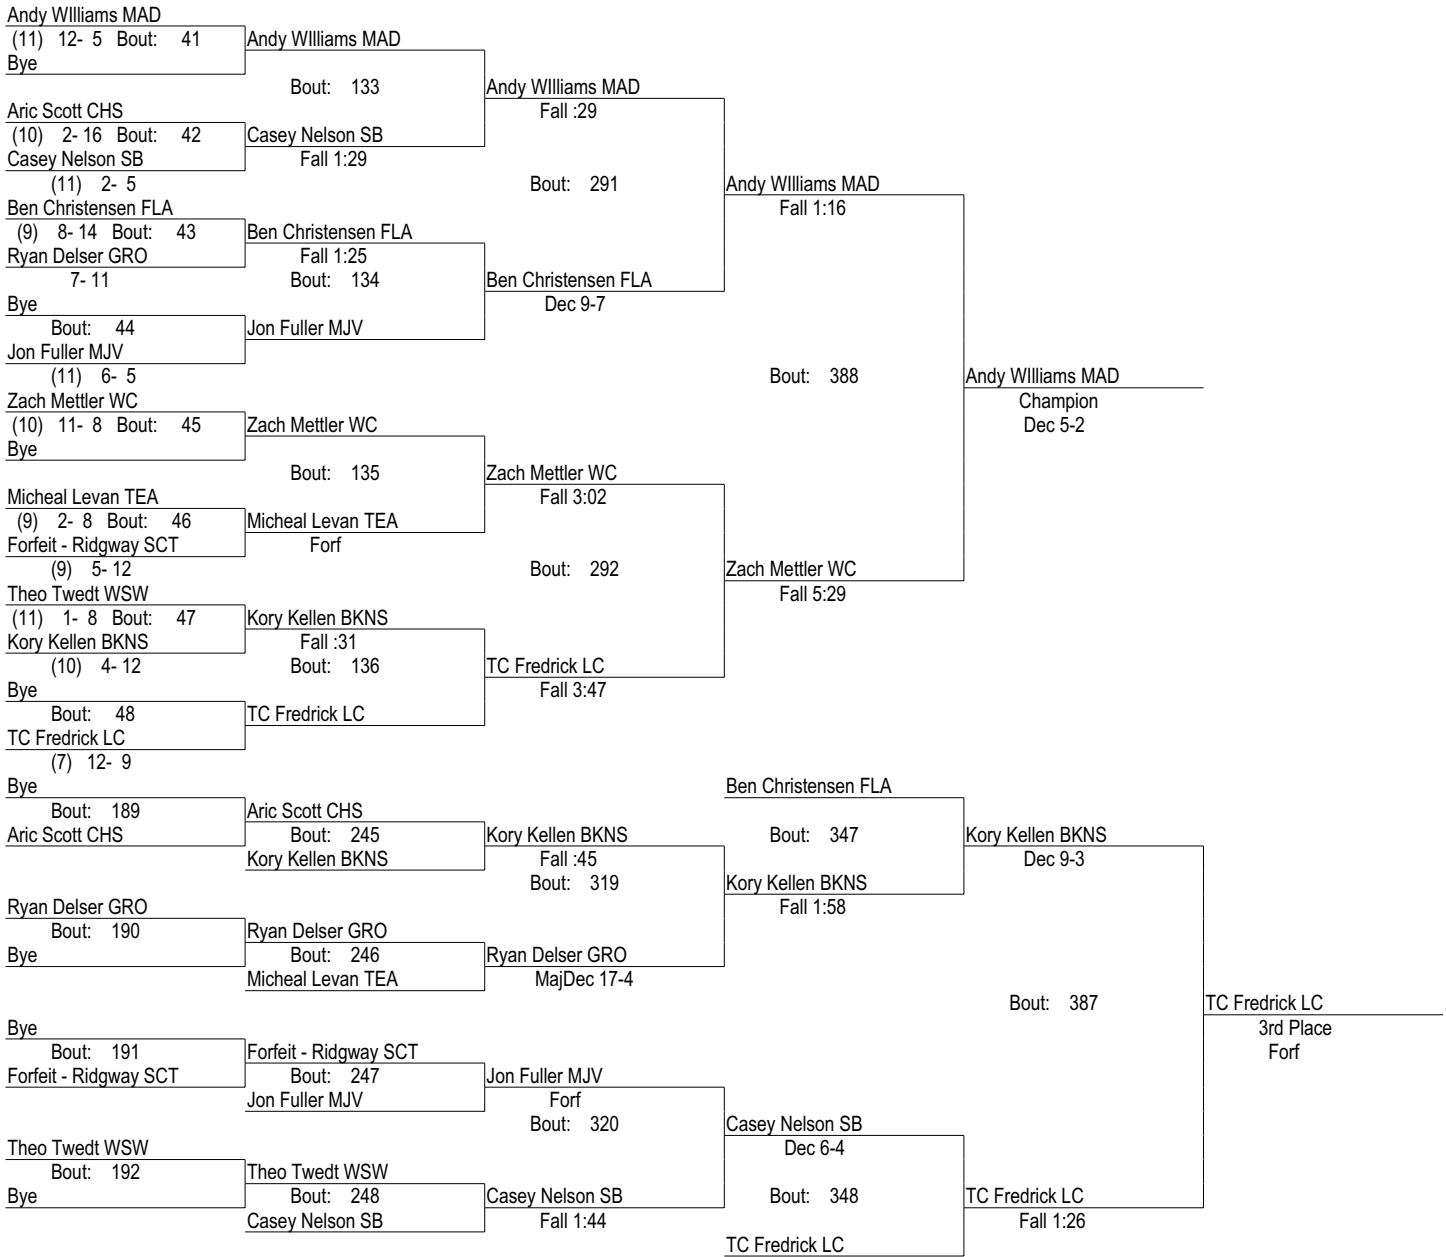 Andy WIlliams MAD
(11) 12- 5 Bout: 41 Andy WIlliams MAD
Bye
Bout: 133 Andy WIlliams MAD
Aric Scott CHS Fall :29
(10) 2- 16 Bout: 42 Casey Nelson SB
Casey Nelson SB Fall 1:29
(11) 2- 5 Bout: 291 Andy WIlliams MAD
Ben Christensen FLA Fall 1:16
(9) 8- 14 Bout: 43 Ben Christensen FLA
Ryan Delser GRO Fall 1:25
7- 11 Bout: 134 Ben Christensen FLA
Bye Dec 9-7
Bout: 44 Jon Fuller MJV
Jon Fuller MJV
(11) 6- 5 Bout: 388 Andy WIlliams MAD
Zach Mettler WC Champion
(10) 11- 8 Bout: 45 Zach Mettler WC Dec 5-2
Bye
Bout: 135 Zach Mettler WC
Micheal Levan TEA Fall 3:02
(9) 2- 8 Bout: 46 Micheal Levan TEA
Forfeit - Ridgway SCT Forf
(9) 5- 12 Bout: 292 Zach Mettler WC
Theo Twedt WSW Fall 5:29
(11) 1- 8 Bout: 47 Kory Kellen BKNS
Kory Kellen BKNS Fall :31
(10) 4- 12 Bout: 136 TC Fredrick LC
Bye Fall 3:47
Bout: 48 TC Fredrick LC
TC Fredrick LC
(7) 12- 9
Bye Ben Christensen FLA
Bout: 189 Aric Scott CHS
Aric Scott CHS Bout: 245 Kory Kellen BKNS Bout: 347 Kory Kellen BKNS
Kory Kellen BKNS Fall :45 Dec 9-3
Bout: 319 Kory Kellen BKNS
Ryan Delser GRO Fall 1:58
Bout: 190 Ryan Delser GRO
Bye Bout: 246 Ryan Delser GRO
Micheal Levan TEA MajDec 17-4
Bout: 387 TC Fredrick LC
Bye 3rd Place
Bout: 191 Forfeit - Ridgway SCT Forf
Forfeit - Ridgway SCT Bout: 247 Jon Fuller MJV
Jon Fuller MJV Forf
Bout: 320 Casey Nelson SB
Theo Twedt WSW Dec 6-4
Bout: 192 Theo Twedt WSW
Bye Bout: 248 Casey Nelson SB Bout: 348 TC Fredrick LC
Casey Nelson SB Fall 1:44 Fall 1:26
TC Fredrick LC